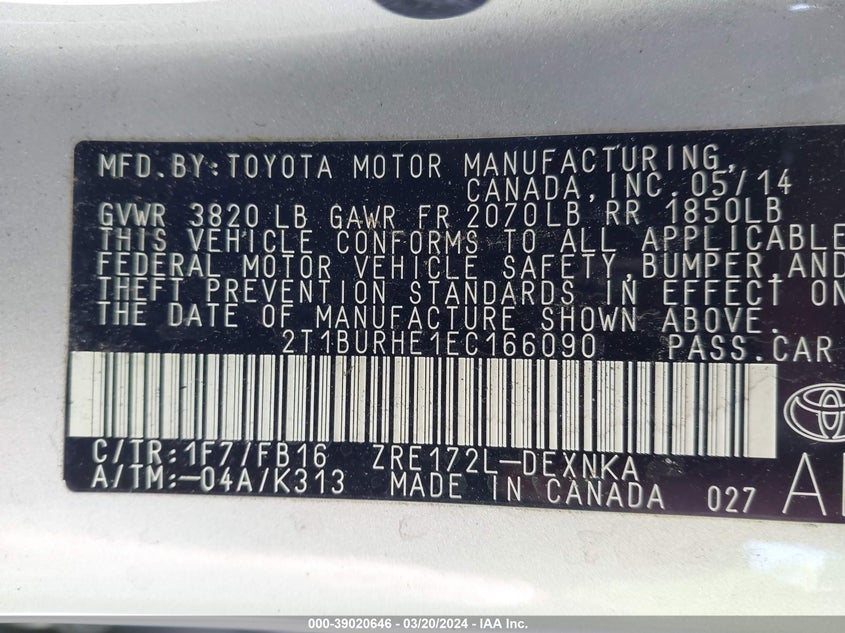 MFD.BY:TOYOTA MOTOR MANUFACTURING,
CANADA,INC.05/14
GVWR 3820 LB GAWR FR 2070LB RR 1850LB
THIS VEHICLE CONFORMS TO ALL APPLICABLE
FEDERAL MOTOR VEHICLE SAFETY,BUMPER,AND
THEFT PREVENTION STANDARDS IN EFFECT ON
THE DATE OF MANUFACTURE SHOWN ABOVE.
2T1BURHE1EC166090 PASS.CAR
C/TR:1F7/FB16 ZRE172L-DEXNKA
A/TM:-04A/K313 MADE IN CANADA 027
000-39020646 - 03/20/2024 - IAA Inc.